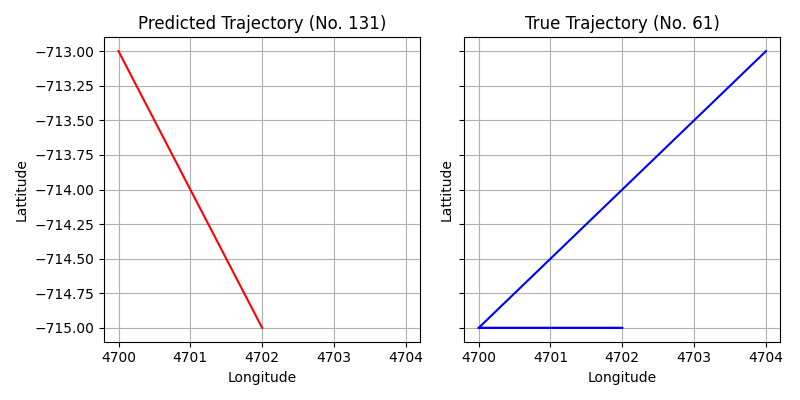 Predicted Trajectory (No. 131)
−713.00
−713.25
−713.50
−713.75
−714.00
−714.25
−714.50
−714.75
−715.00
Lattitude
4700 4701 4702 4703 4704
Longitude
True Trajectory (No. 61)
Lattitude
4700 4701 4702 4703 4704
Longitude